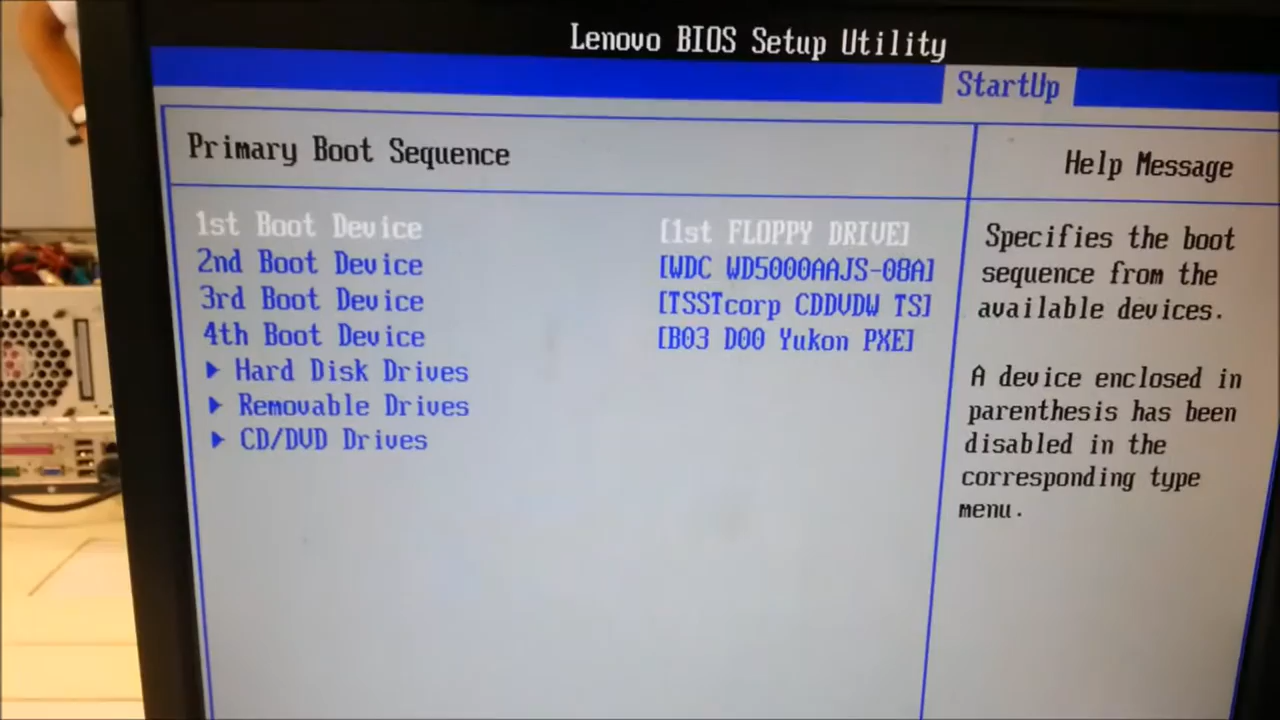 Lenovo BIOS Setup Utility
StartUp
Primary Boot Sequence
Help Message
1st Boot Device [1st FLOPPY DRIVE]
2nd Boot Device [WDC WD5000AAJS-08A]
3rd Boot Device [TSSTcorp CDDVDW TS]
4th Boot Device [B03 D00 Yukon PXE]
Hard Disk Drives
Removable Drives
CD/DVD Drives
Specifies the boot
sequence from the
available devices.
A device enclosed in
parenthesis has been
disabled in the
corresponding type
menu.